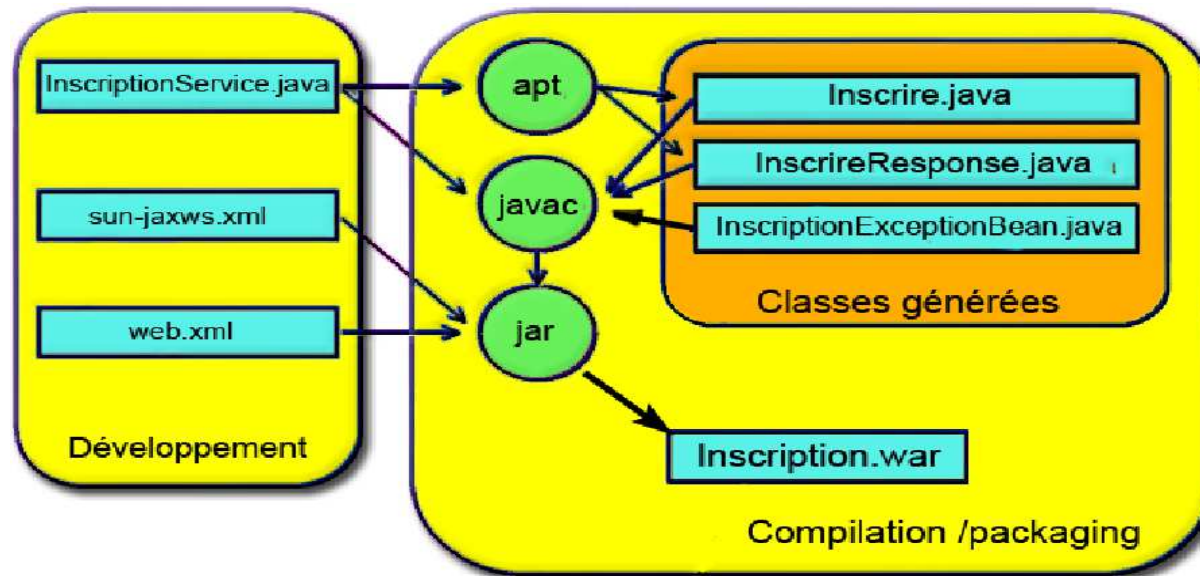 InscriptionService.java
sun-jaxws.xml
web.xml
Développement
apt
javac
jar
Inscrire.java
InscrireResponse.java
InscriptionExceptionBean.java
Classes générées
Inscription.war
Compilation /packaging